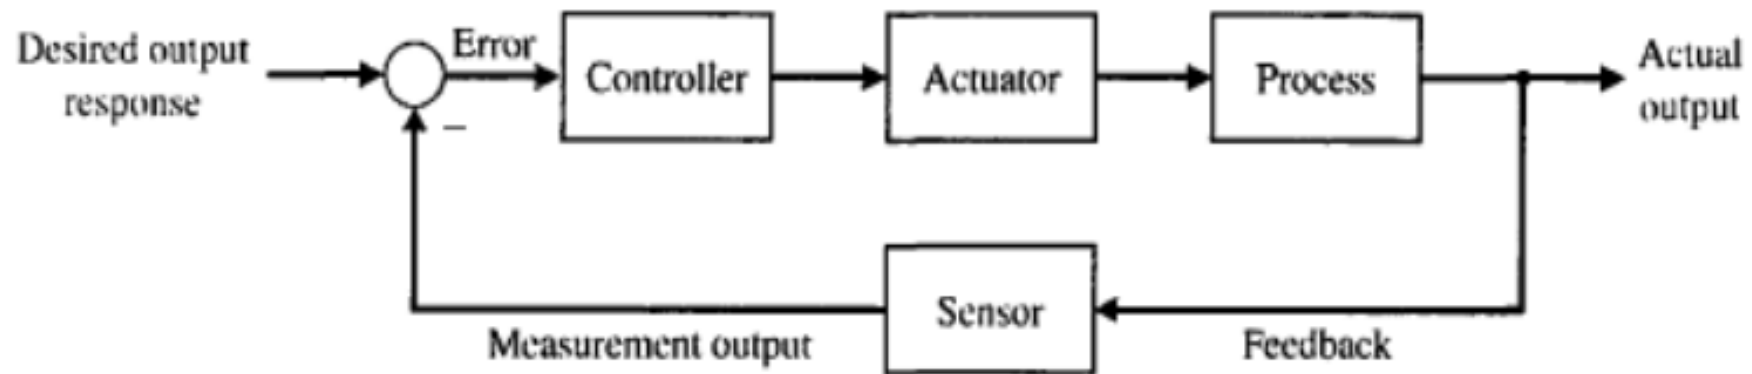 Desired output
response
Error
Controller
Actuator
Process
Actual
output
–
Sensor
Measurement output
Feedback